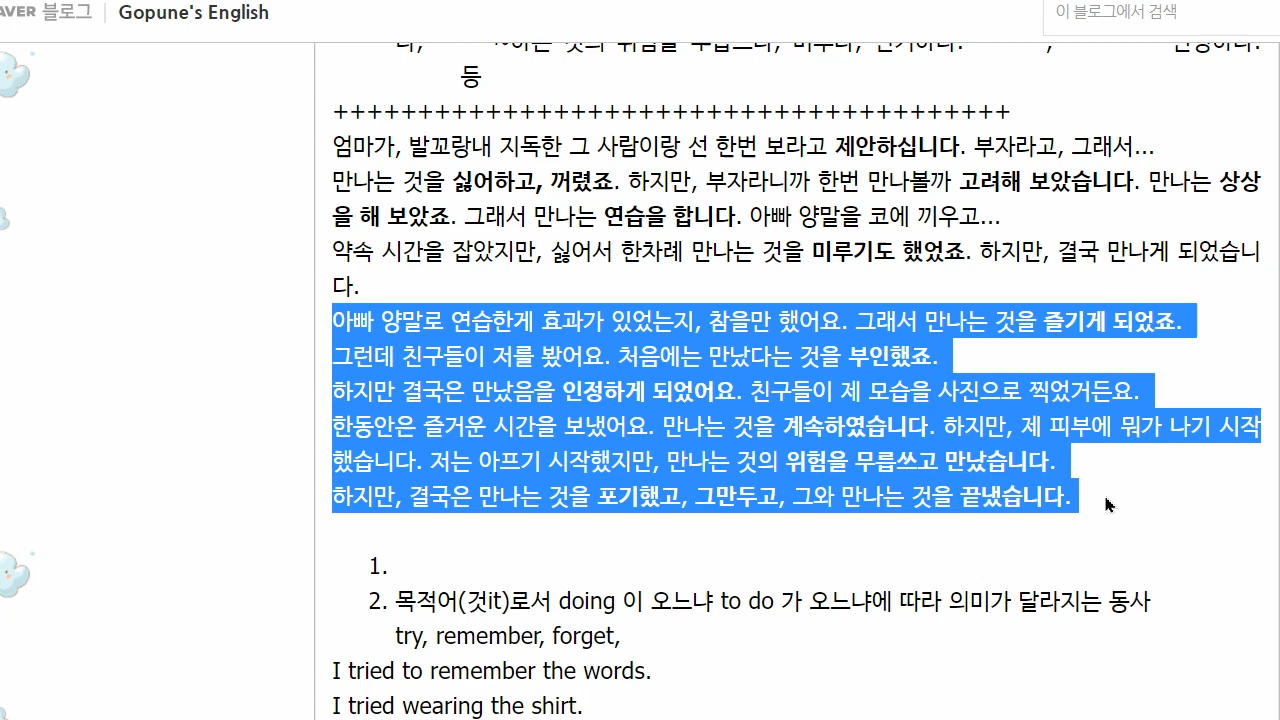 AVER 블로그 Gopune's English
이 블로그에서 검색
등
++++++++++++++++++++++++++++++++++++++++
엄마가, 발꼬랑내 지독한 그 사람이랑 선 한번 보라고 제안하십니다. 부자라고, 그래서...
만나는 것을 싫어하고, 꺼렸죠. 하지만, 부자라니까 한번 만나볼까 고려해 보았습니다. 만나는 상상
을 해 보았죠. 그래서 만나는 연습을 합니다. 아빠 양말을 코에 끼우고...
약속 시간을 잡았지만, 싫어서 한차례 만나는 것을 미루기도 했었죠. 하지만, 결국 만나게 되었습니
다.
아빠 양말로 연습한게 효과가 있었는지, 참을만 했어요. 그래서 만나는 것을 즐기게 되었죠.
그런데 친구들이 저를 봤어요. 처음에는 만났다는 것을 부인했죠.
하지만 결국은 만났음을 인정하게 되었어요. 친구들이 제 모습을 사진으로 찍었거든요.
한동안은 즐거운 시간을 보냈어요. 만나는 것을 계속하였습니다. 하지만, 제 피부에 뭐가 나기 시작
했습니다. 저는 아프기 시작했지만, 만나는 것의 위험을 무릅쓰고 만났습니다.
하지만, 결국은 만나는 것을 포기했고, 그만두고, 그와 만나는 것을 끝냈습니다.
1.
2. 목적어(것it)로서 doing 이 오느냐 to do 가 오느냐에 따라 의미가 달라지는 동사
try, remember, forget,
I tried to remember the words.
I tried wearing the shirt.